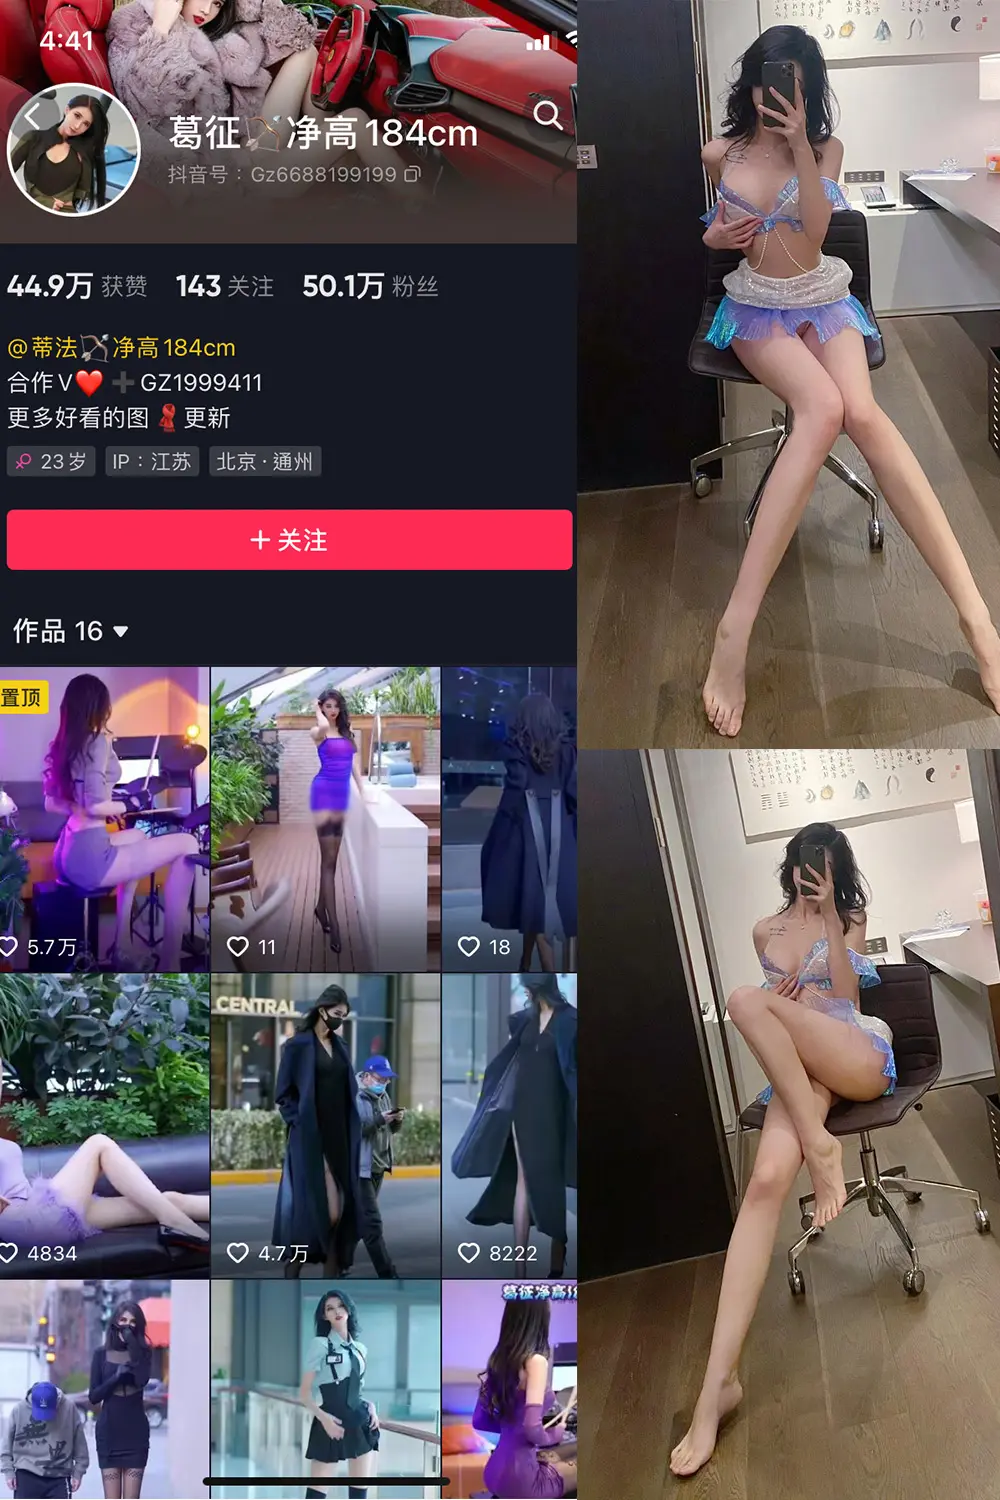 4:41
葛征🏹净高184cm
抖音号：Gz6688199199
44.9万 获赞 143 关注 50.1万 粉丝
@蒂法🏹净高184cm
合作V❤️➕GZ1999411
更多好看的图🧣更新
23岁 IP：江苏 北京·通州
+ 关注
作品 16
置顶
5.7万 11 18
CENTRAL
4834 4.7万 8222
葛征净高